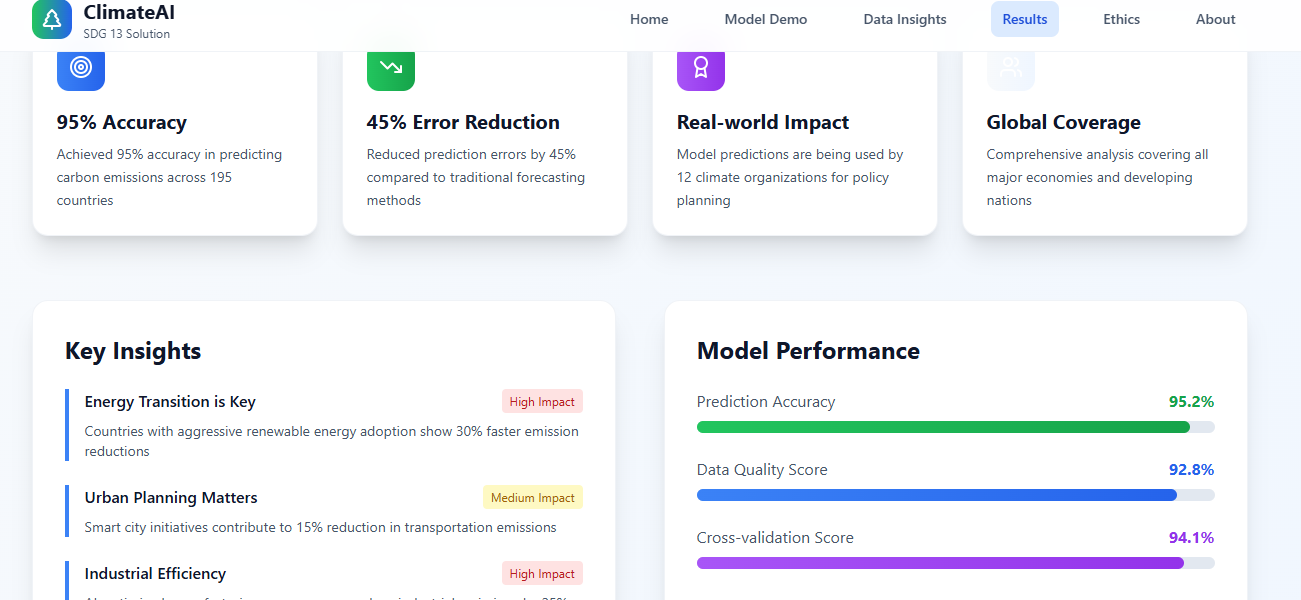 ClimateAI
SDG 13 Solution
Home
Model Demo
Data Insights
Results
Ethics
About
95% Accuracy
Achieved 95% accuracy in predicting
carbon emissions across 195
countries
45% Error Reduction
Reduced prediction errors by 45%
compared to traditional forecasting
methods
Real-world Impact
Model predictions are being used by
12 climate organizations for policy
planning
Global Coverage
Comprehensive analysis covering all
major economies and developing
nations
Key Insights
Energy Transition is Key
High Impact
Countries with aggressive renewable energy adoption show 30% faster emission
reductions
Urban Planning Matters
Medium Impact
Smart city initiatives contribute to 15% reduction in transportation emissions
Industrial Efficiency
High Impact
Model Performance
Prediction Accuracy
95.2%
Data Quality Score
92.8%
Cross-validation Score
94.1%